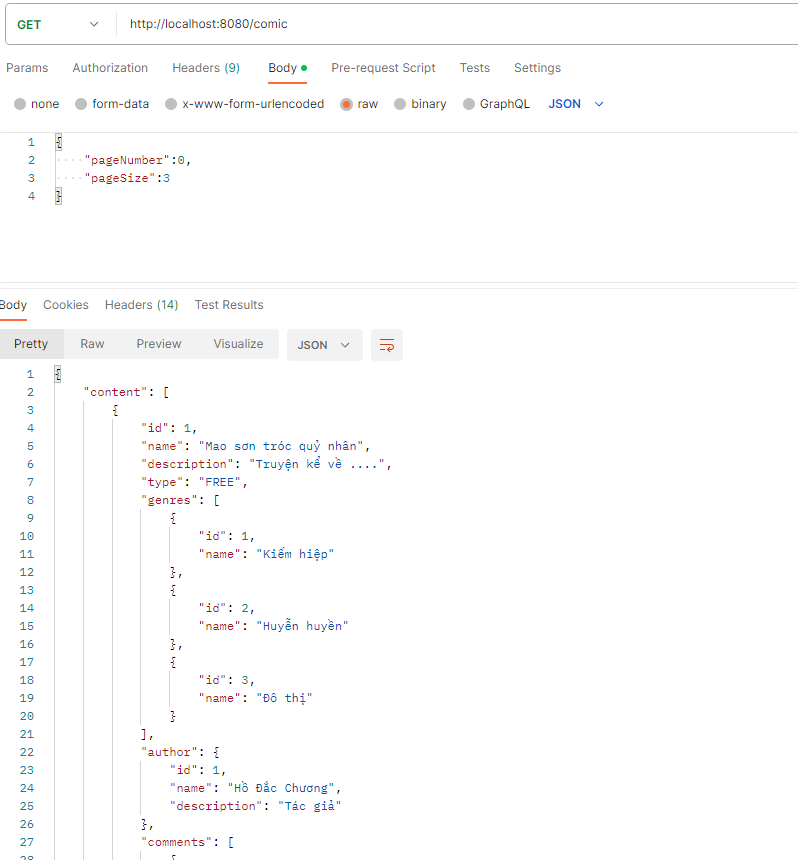 GET http://localhost:8080/comic
Params Authorization Headers (9) Body Pre-request Script Tests Settings
none form-data x-www-form-urlencoded raw binary GraphQL JSON
1 {
2 ····"pageNumber":0,
3 ····"pageSize":3
4 }
Body Cookies Headers (14) Test Results
Pretty Raw Preview Visualize JSON
1 {
2 "content": [
3 {
4 "id": 1,
5 "name": "Mao sơn tróc quỷ nhân",
6 "description": "Truyện kể về ....",
7 "type": "FREE",
8 "genres": [
9 {
10 "id": 1,
11 "name": "Kiếm hiệp"
12 },
13 {
14 "id": 2,
15 "name": "Huyễn huyền"
16 },
17 {
18 "id": 3,
19 "name": "Đô thị"
20 }
21 ],
22 "author": {
23 "id": 1,
24 "name": "Hồ Đắc Chương",
25 "description": "Tác giả"
26 },
27 "comments": [
28 {